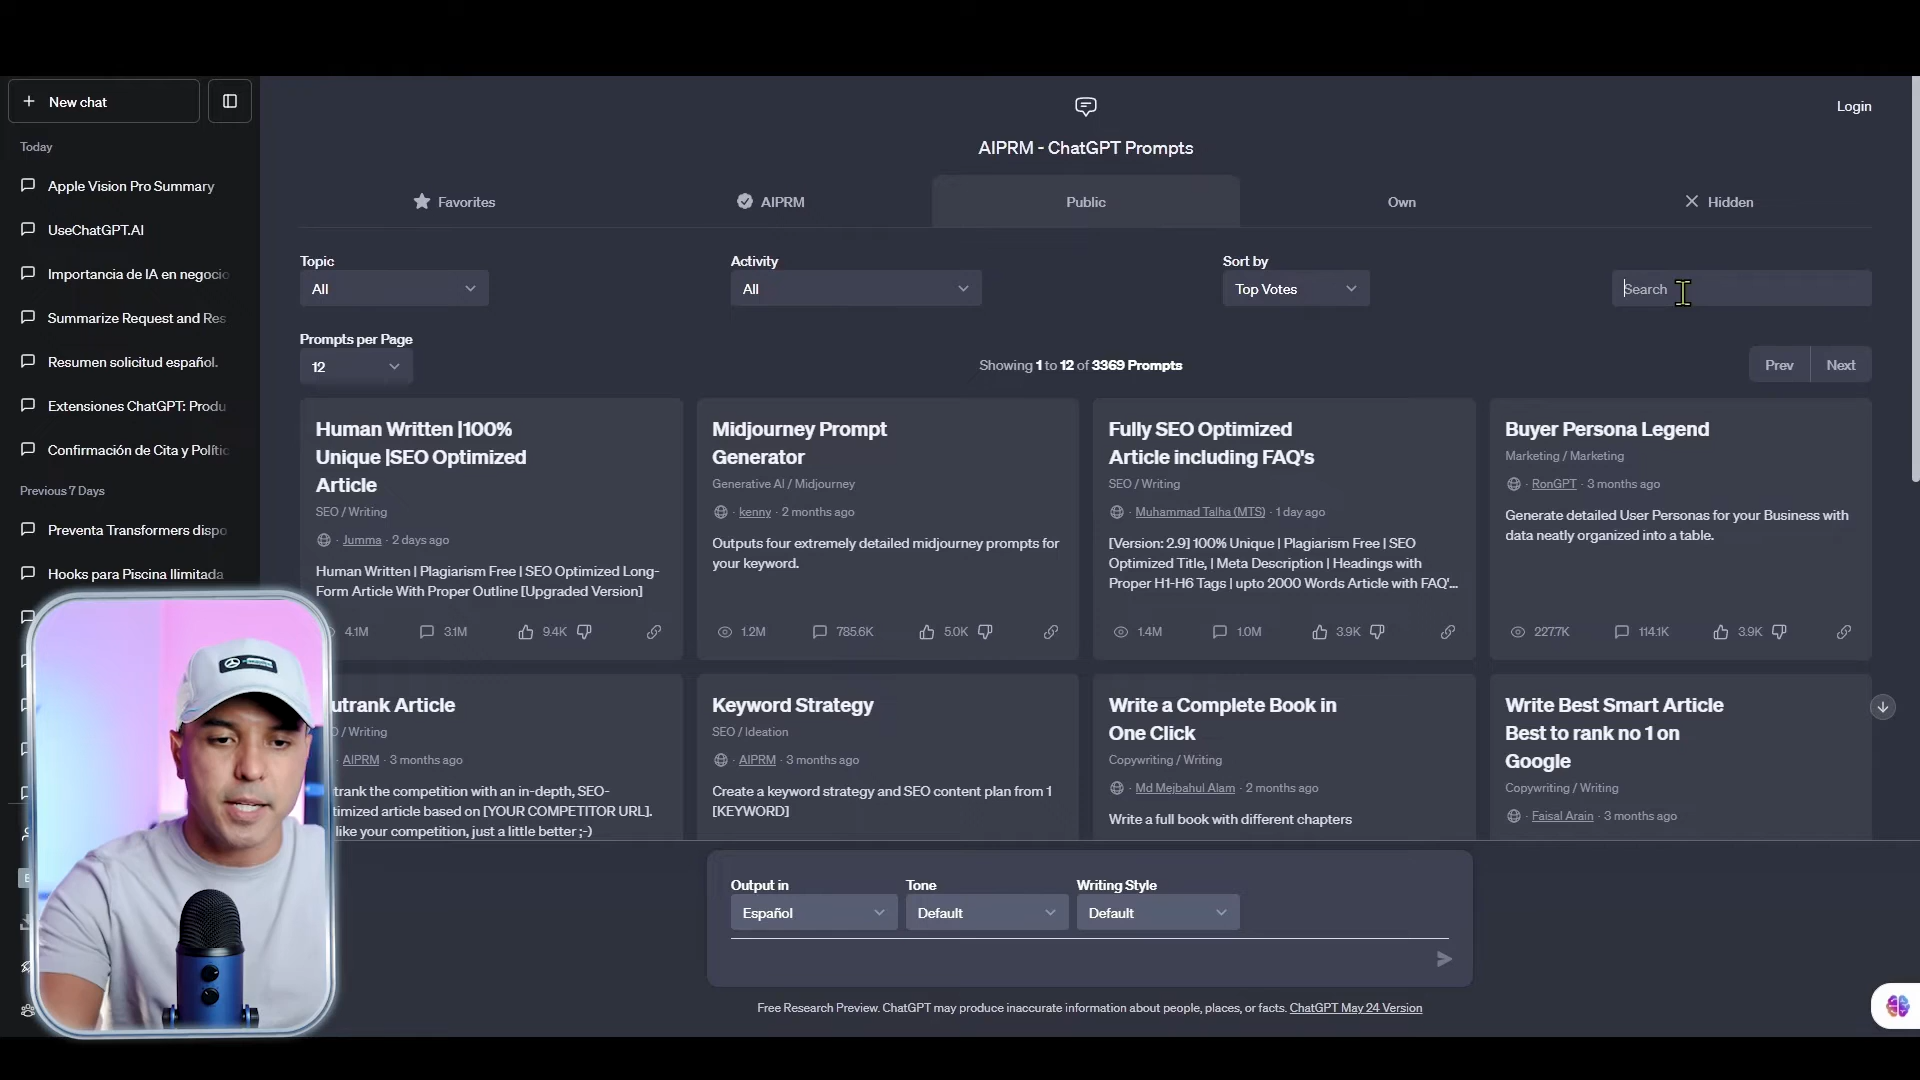 New chat
Login
Today
AIPRM - ChatGPT Prompts
Apple Vision Pro Summary
Favorites
AIPRM
Public
Own
Hidden
UseChatGPT.AI
Importancia de IA en negocio
Topic
Activity
Sort by
All
All
Top Votes
Search
Summarize Request and Res
Prompts per Page
Resumen solicitud español.
12
Showing 1 to 12 of 3369 Prompts
Prev
Next
Extensiones ChatGPT: Produ
Confirmación de Cita y Polític
Previous 7 Days
Preventa Transformers dispo
Hooks para Piscina Ilimitada
Human Written |100%
Unique |SEO Optimized
Article
SEO / Writing
Jumma · 2 days ago
Human Written | Plagiarism Free | SEO Optimized Long-
Form Article With Proper Outline [Upgraded Version]
4.1M
3.1M
9.4K
Midjourney Prompt
Generator
Generative AI / Midjourney
· kenny · 2 months ago
Outputs four extremely detailed midjourney prompts for
your keyword.
1.2M
785.6K
5.0K
Fully SEO Optimized
Article including FAQ's
SEO / Writing
· Muhammad Talha (MTS) · 1 day ago
[Version: 2.9] 100% Unique | Plagiarism Free | SEO
Optimized Title, | Meta Description | Headings with
Proper H1-H6 Tags | upto 2000 Words Article with FAQ'...
1.4M
1.0M
3.9K
Buyer Persona Legend
Marketing / Marketing
· RonGPT · 3 months ago
Generate detailed User Personas for your Business with
data neatly organized into a table.
227.7K
114.1K
3.9K
utrank Article
/ Writing
· AIPRM · 3 months ago
trank the competition with an in-depth, SEO-
timized article based on [YOUR COMPETITOR URL].
like your competition, just a little better ;-)
Keyword Strategy
SEO / Ideation
· AIPRM · 3 months ago
Create a keyword strategy and SEO content plan from 1
[KEYWORD]
Write a Complete Book in
One Click
Copywriting / Writing
· Md Mejbahul Alam · 2 months ago
Write a full book with different chapters
Write Best Smart Article
Best to rank no 1 on
Google
Copywriting / Writing
· Faisal Arain · 3 months ago
Output in
Tone
Writing Style
Español
Default
Default
Free Research Preview. ChatGPT may produce inaccurate information about people, places, or facts. ChatGPT May 24 Version